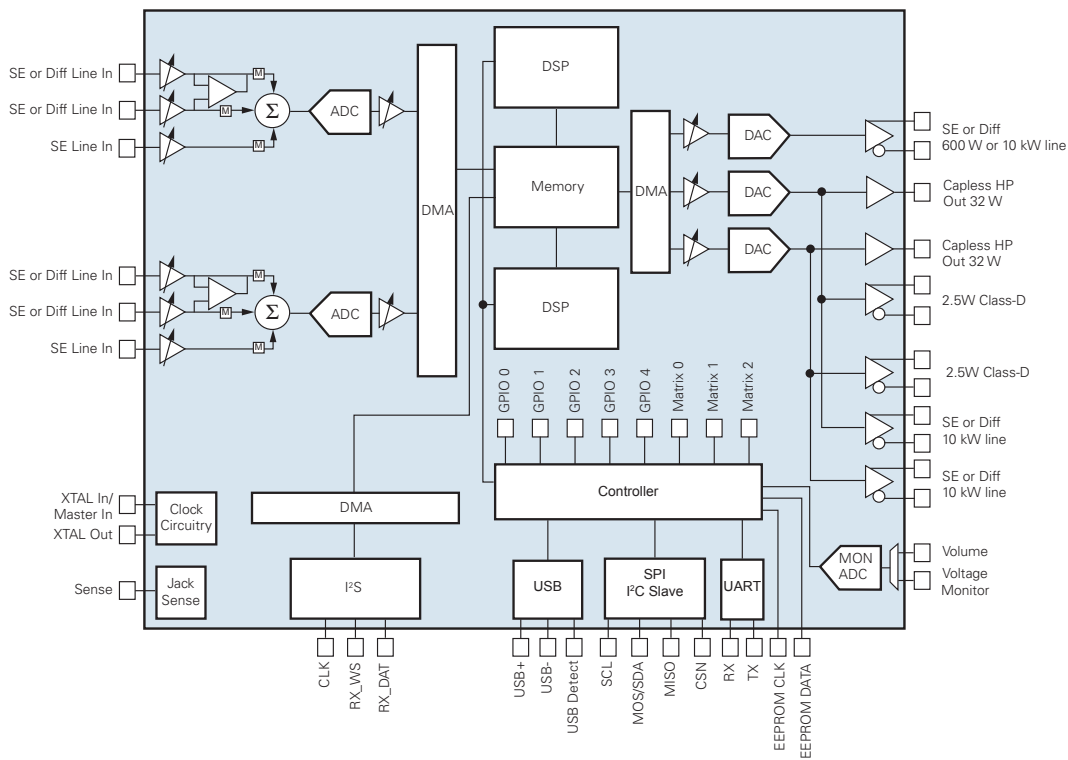 SE or Diff Line In
SE or Diff Line In
SE Line In
M
M
M
Σ
ADC
DMA
DSP
Memory
DSP
DMA
DAC
DAC
DAC
SE or Diff
600 W or 10 kW line
Capless HP
Out 32 W
Capless HP
Out 32 W
2.5W Class-D
2.5W Class-D
SE or Diff
10 kW line
SE or Diff
10 kW line
SE or Diff Line In
SE or Diff Line In
SE Line In
M
M
M
Σ
ADC
GPIO 0
GPIO 1
GPIO 2
GPIO 3
GPIO 4
Matrix 0
Matrix 1
Matrix 2
Controller
XTAL In/
Master In
XTAL Out
Clock
Circuitry
DMA
Sense
Jack
Sense
I²S
USB
SPI
I²C Slave
UART
MON
ADC
Volume
Voltage
Monitor
CLK
RX_WS
RX_DAT
USB+
USB-
USB Detect
SCL
MOS/SDA
MISO
CSN
RX
TX
EEPROM CLK
EEPROM DATA